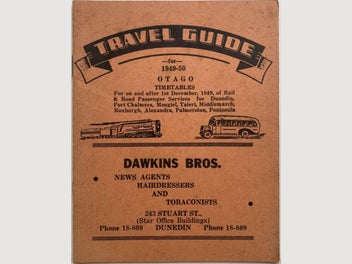 TRAVEL GUIDE
—for—
1949-50
OTAGO
TIMETABLES
For on and after 1st December, 1949, of Rail
& Road Passenger Services for Dunedin,
Port Chalmers, Mosgiel, Taieri, Middlemarch,
Roxburgh, Alexandra, Palmerston, Peninsula
DAWKINS BROS.
NEWS AGENTS
HAIRDRESSERS
AND
TOBACONISTS
243 STUART ST.,
(Star Office Buildings)
Phone 18-809 DUNEDIN Phone 18-809